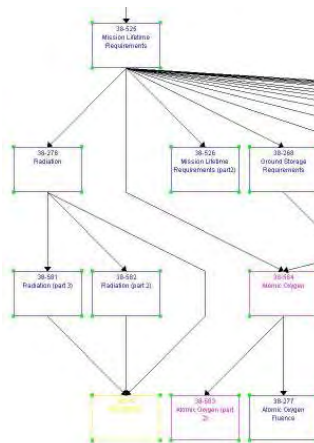 38-525
Mission Lifetime
Requirements
38-276
Radiation
38-526
Mission Lifetime
Requirements (part2)
38-268
Ground Storage
Requirements
38-581
Radiation (part 3)
38-582
Radiation (part 2)
38-584
Atomic Oxygen
38-583
Atomic Oxygen (part
2)
38-277
Atomic Oxygen
Fluence